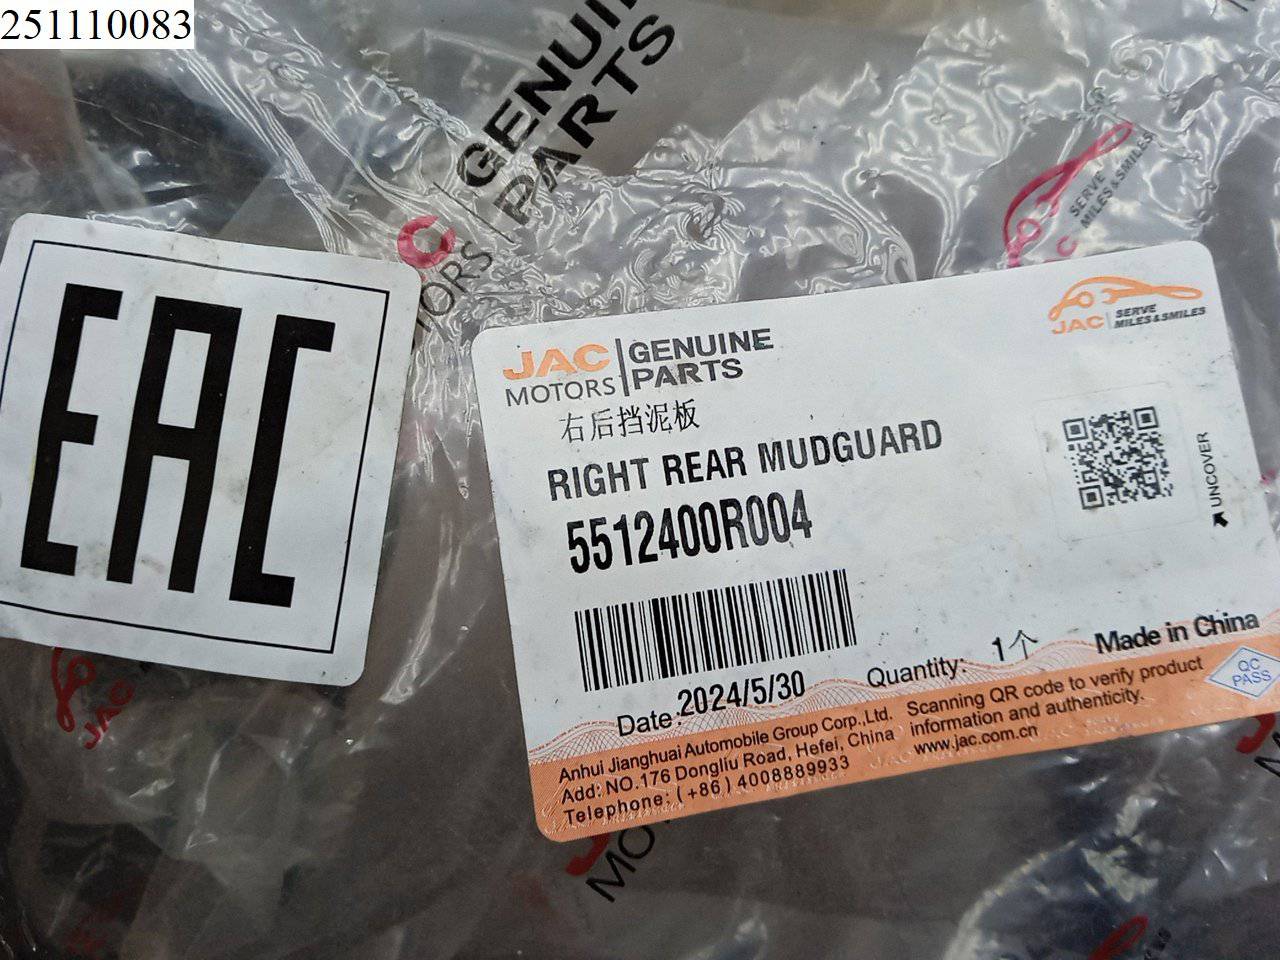 251110083
GENUINE
PARTS
C
MOTORS
SERVE
MILES&SMILES
EAC
JAC
MOTORS
GENUINE
PARTS
JAC
SERVE
MILES&SMILES
右后挡泥板
RIGHT REAR MUDGUARD
5512400R004
UNCOVER
Date:2024/5/30
Quantity: 1个
Made in China
Anhui Jianghuai Automobile Group Corp.,Ltd.
Add: NO.176 Dongliu Road, Hefei, China
Telephone: (+86) 4008889933
Scanning QR code to verify product
information and authenticity.
www.jac.com.cn
QC
PASS
JAC
MO